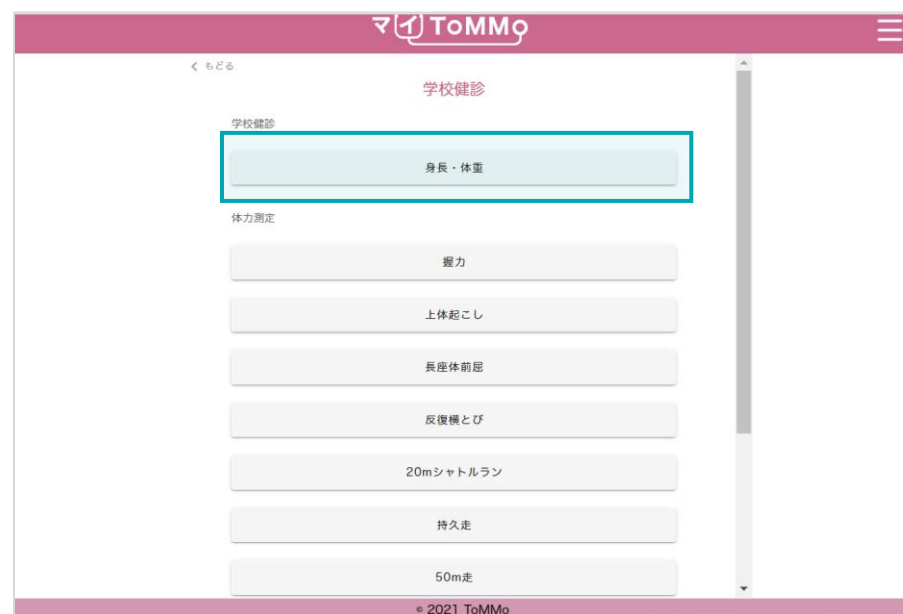 マイToMMo
< もどる
学校健診
学校健診
身長・体重
体力測定
握力
上体起こし
長座体前屈
反復横とび
20mシャトルラン
持久走
50m走
© 2021 ToMMo